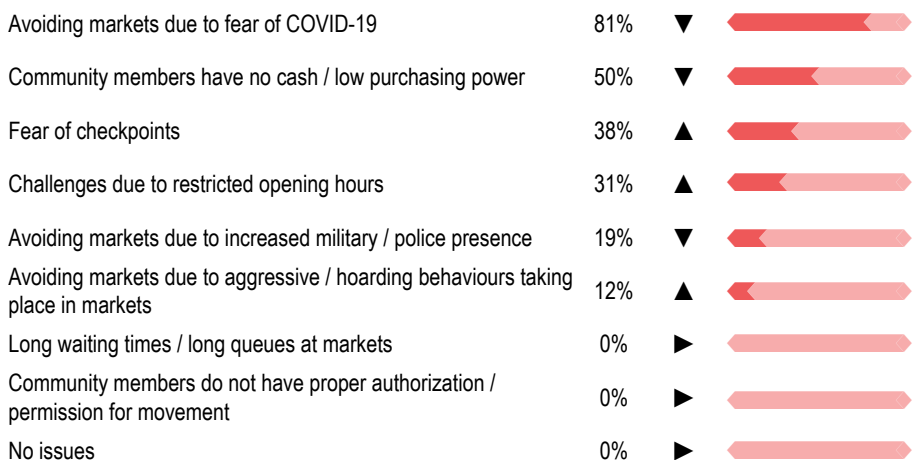 Avoiding markets due to fear of COVID-19 81% ▼
Community members have no cash / low purchasing power 50% ▼
Fear of checkpoints 38% ▲
Challenges due to restricted opening hours 31% ▲
Avoiding markets due to increased military / police presence 19% ▼
Avoiding markets due to aggressive / hoarding behaviours taking
place in markets 12% ▲
Long waiting times / long queues at markets 0% ►
Community members do not have proper authorization /
permission for movement 0% ►
No issues 0% ►